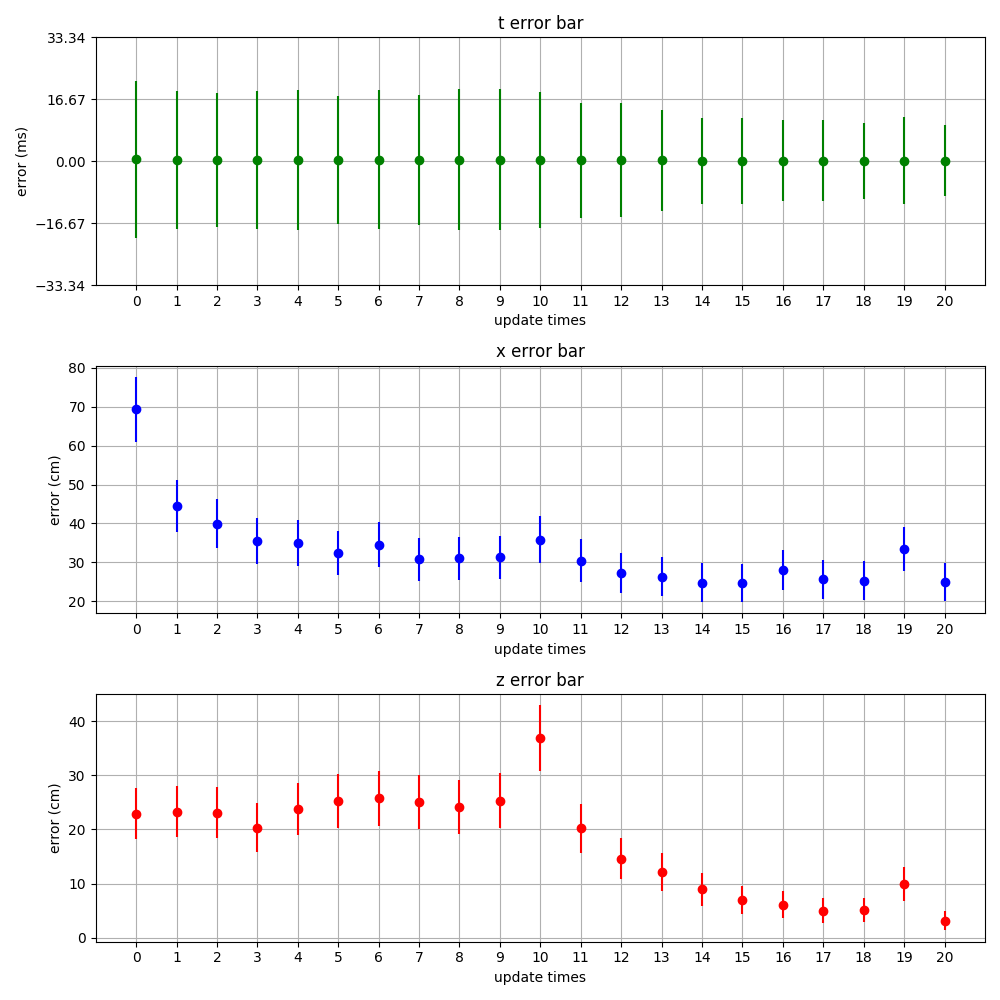 t error bar
33.34
16.67
0.00
−16.67
−33.34
error (ms)
0 1 2 3 4 5 6 7 8 9 10 11 12 13 14 15 16 17 18 19 20
update times
x error bar
80
70
60
50
40
30
20
error (cm)
0 1 2 3 4 5 6 7 8 9 10 11 12 13 14 15 16 17 18 19 20
update times
z error bar
40
30
20
10
0
error (cm)
0 1 2 3 4 5 6 7 8 9 10 11 12 13 14 15 16 17 18 19 20
update times